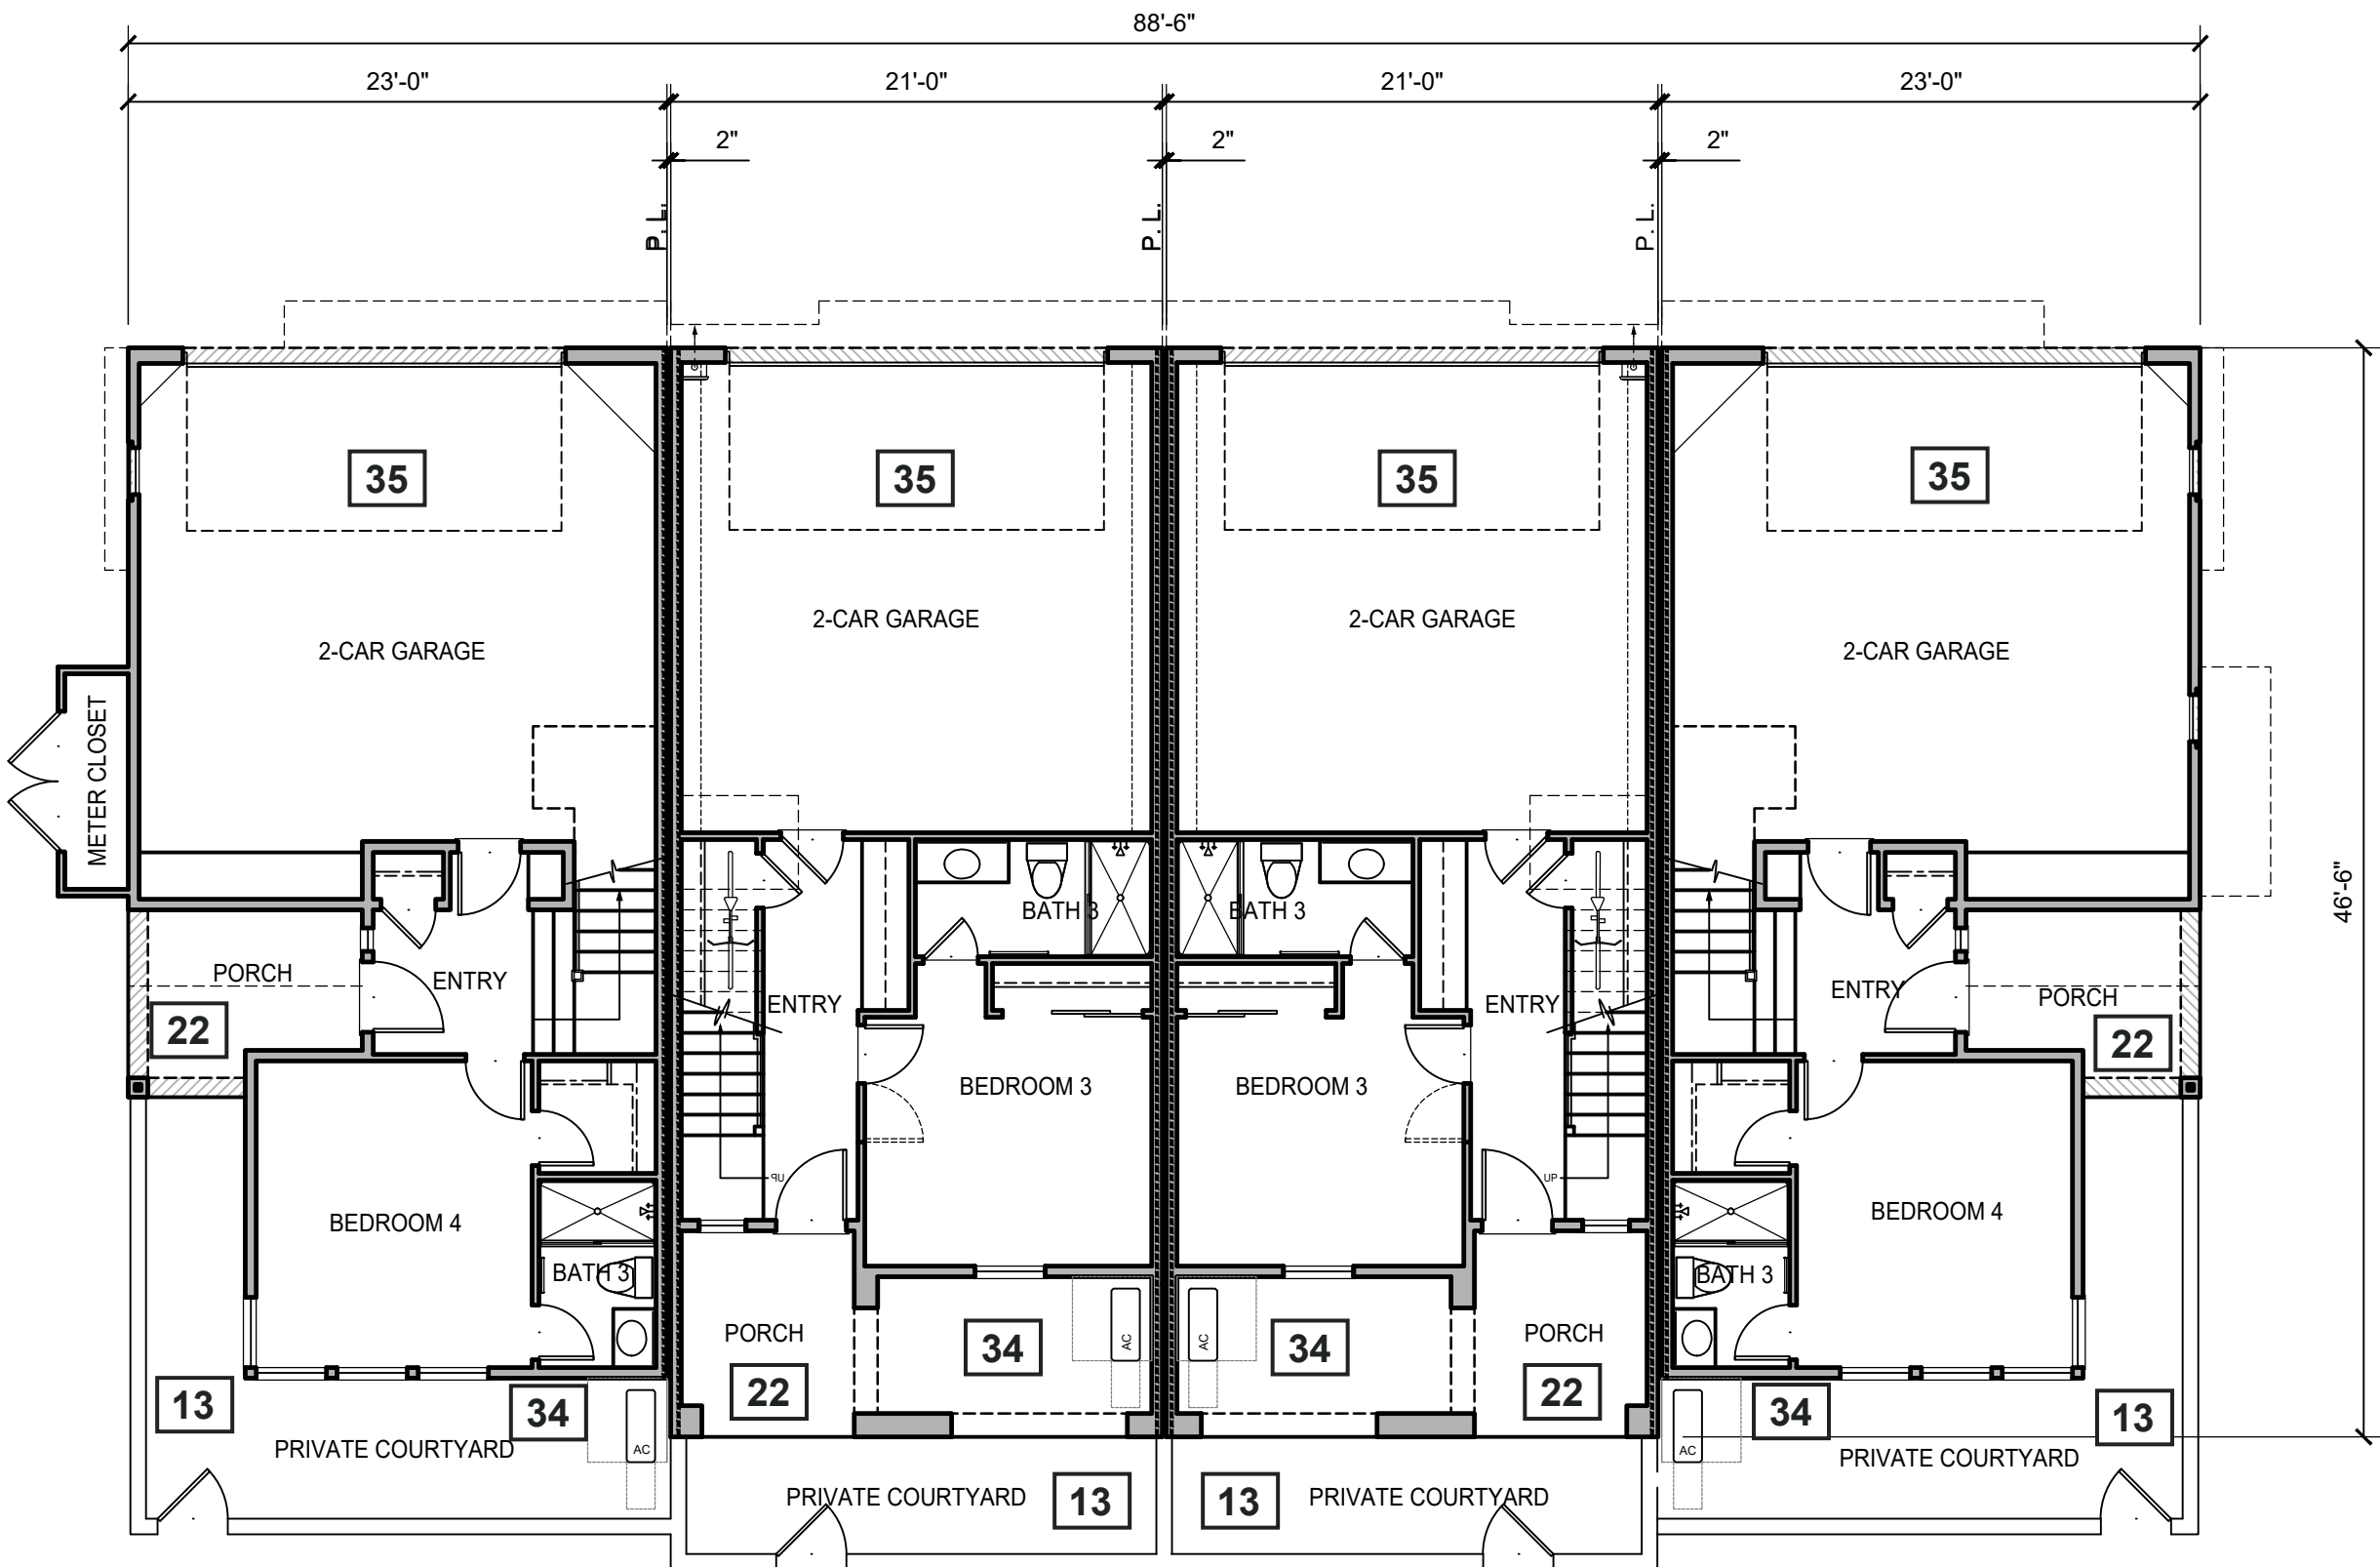 88'-6"
23'-0"
21'-0"
21'-0"
23'-0"
2"
2"
2"
P. L.
P. L.
P. L.
G
G
35
35
35
35
2-CAR GARAGE
2-CAR GARAGE
2-CAR GARAGE
2-CAR GARAGE
METER CLOSET
46'-6"
BATH 3
BATH 3
PORCH
ENTRY
ENTRY
ENTRY
ENTRY
PORCH
22
22
BEDROOM 3
BEDROOM 3
UP
UP
BEDROOM 4
BEDROOM 4
BATH 3
BATH 3
PORCH
34
AC
AC
34
PORCH
13
34
22
22
34
13
PRIVATE COURTYARD
AC
AC
PRIVATE COURTYARD
PRIVATE COURTYARD
13
13
PRIVATE COURTYARD